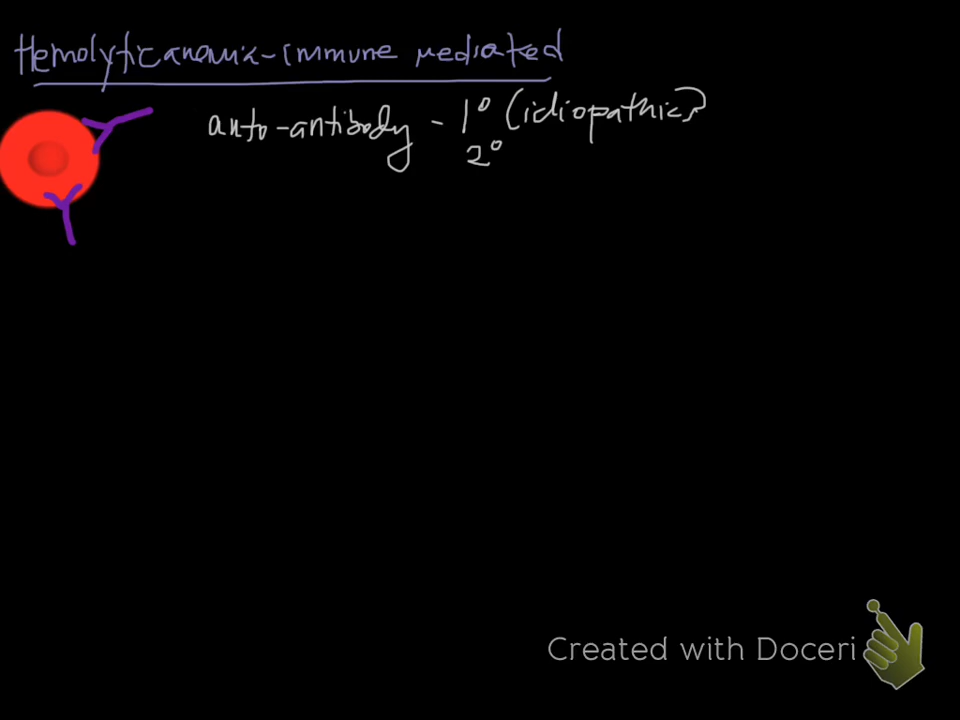 Hemolytic anemia - immune mediated
auto-antibody - 1° (idiopathic)
2°
Created with Doceri